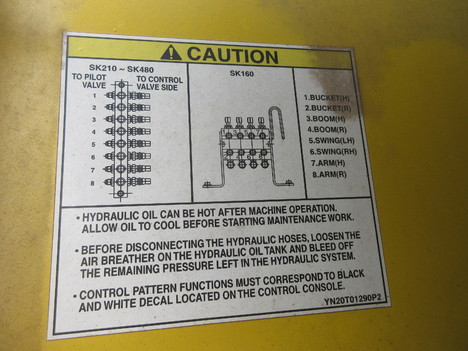 CAUTION
SK210 ~ SK480
TO PILOT VALVE
TO CONTROL VALVE SIDE
1
2
3
4
5
6
7
8
SK160
1.BUCKET(H)
2.BUCKET(R)
3.BOOM(H)
4.BOOM(R)
5.SWING(LH)
6.SWING(RH)
7.ARM(H)
8.ARM(R)
• HYDRAULIC OIL CAN BE HOT AFTER MACHINE OPERATION.
ALLOW OIL TO COOL BEFORE STARTING MAINTENANCE WORK.
• BEFORE DISCONNECTING THE HYDRAULIC HOSES, LOOSEN THE
AIR BREATHER ON THE HYDRAULIC OIL TANK AND BLEED OFF
THE REMAINING PRESSURE LEFT IN THE HYDRAULIC SYSTEM.
• CONTROL PATTERN FUNCTIONS MUST CORRESPOND TO BLACK
AND WHITE DECAL LOCATED ON THE CONTROL CONSOLE.
YN20T01290P2